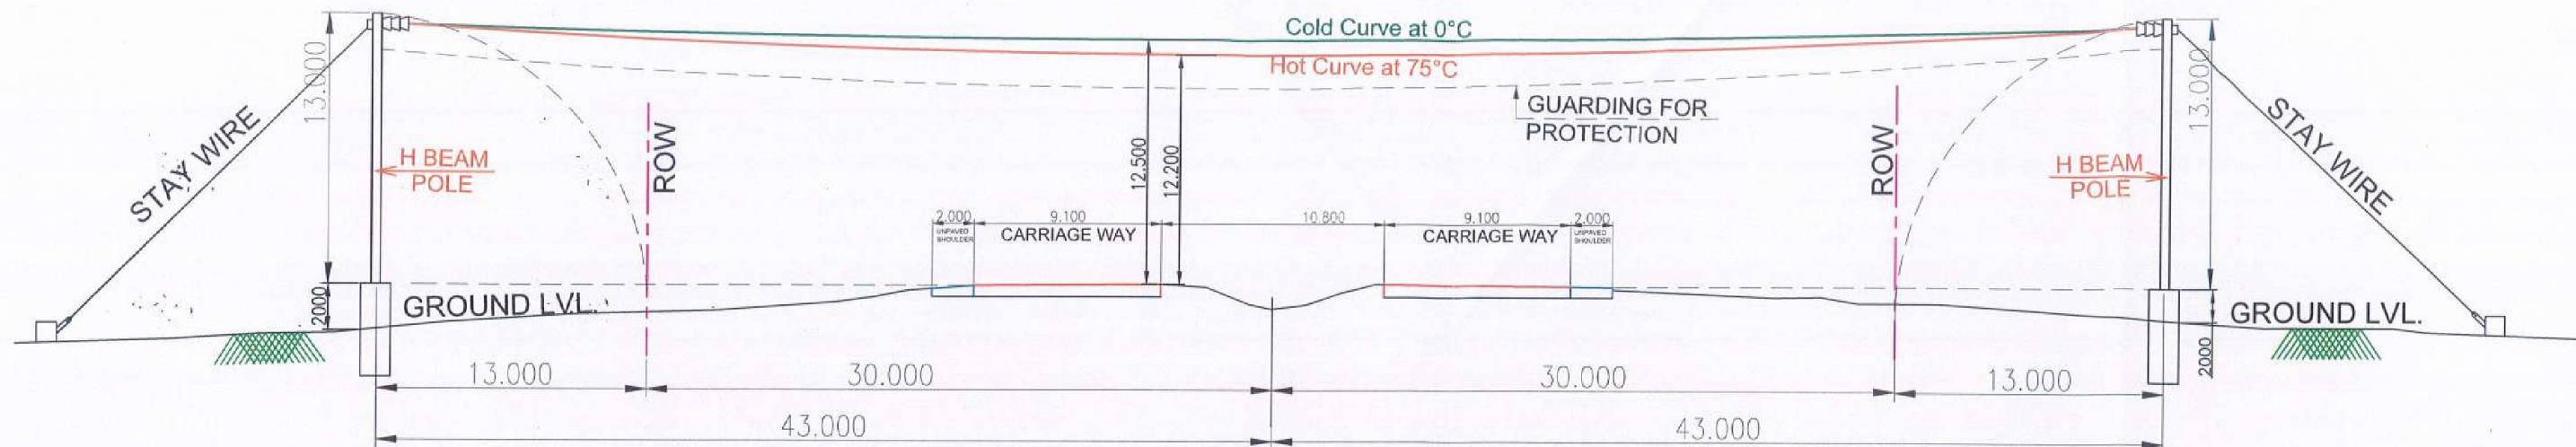 Cold Curve at 0°C
Hot Curve at 75°C
13.000
13.000
STAY WIRE
STAY WIRE
GUARDING FOR
PROTECTION
ROW
ROW
H BEAM
POLE
H BEAM
POLE
12.500
12.200
2.000
9.100
10.800
9.100
2.000
UNPAVED
SHOULDER
CARRIAGE WAY
CARRIAGE WAY
UNPAVED
SHOULDER
2000
GROUND LVL.
GROUND LVL.
2000
13.000
30.000
30.000
13.000
43.000
43.000